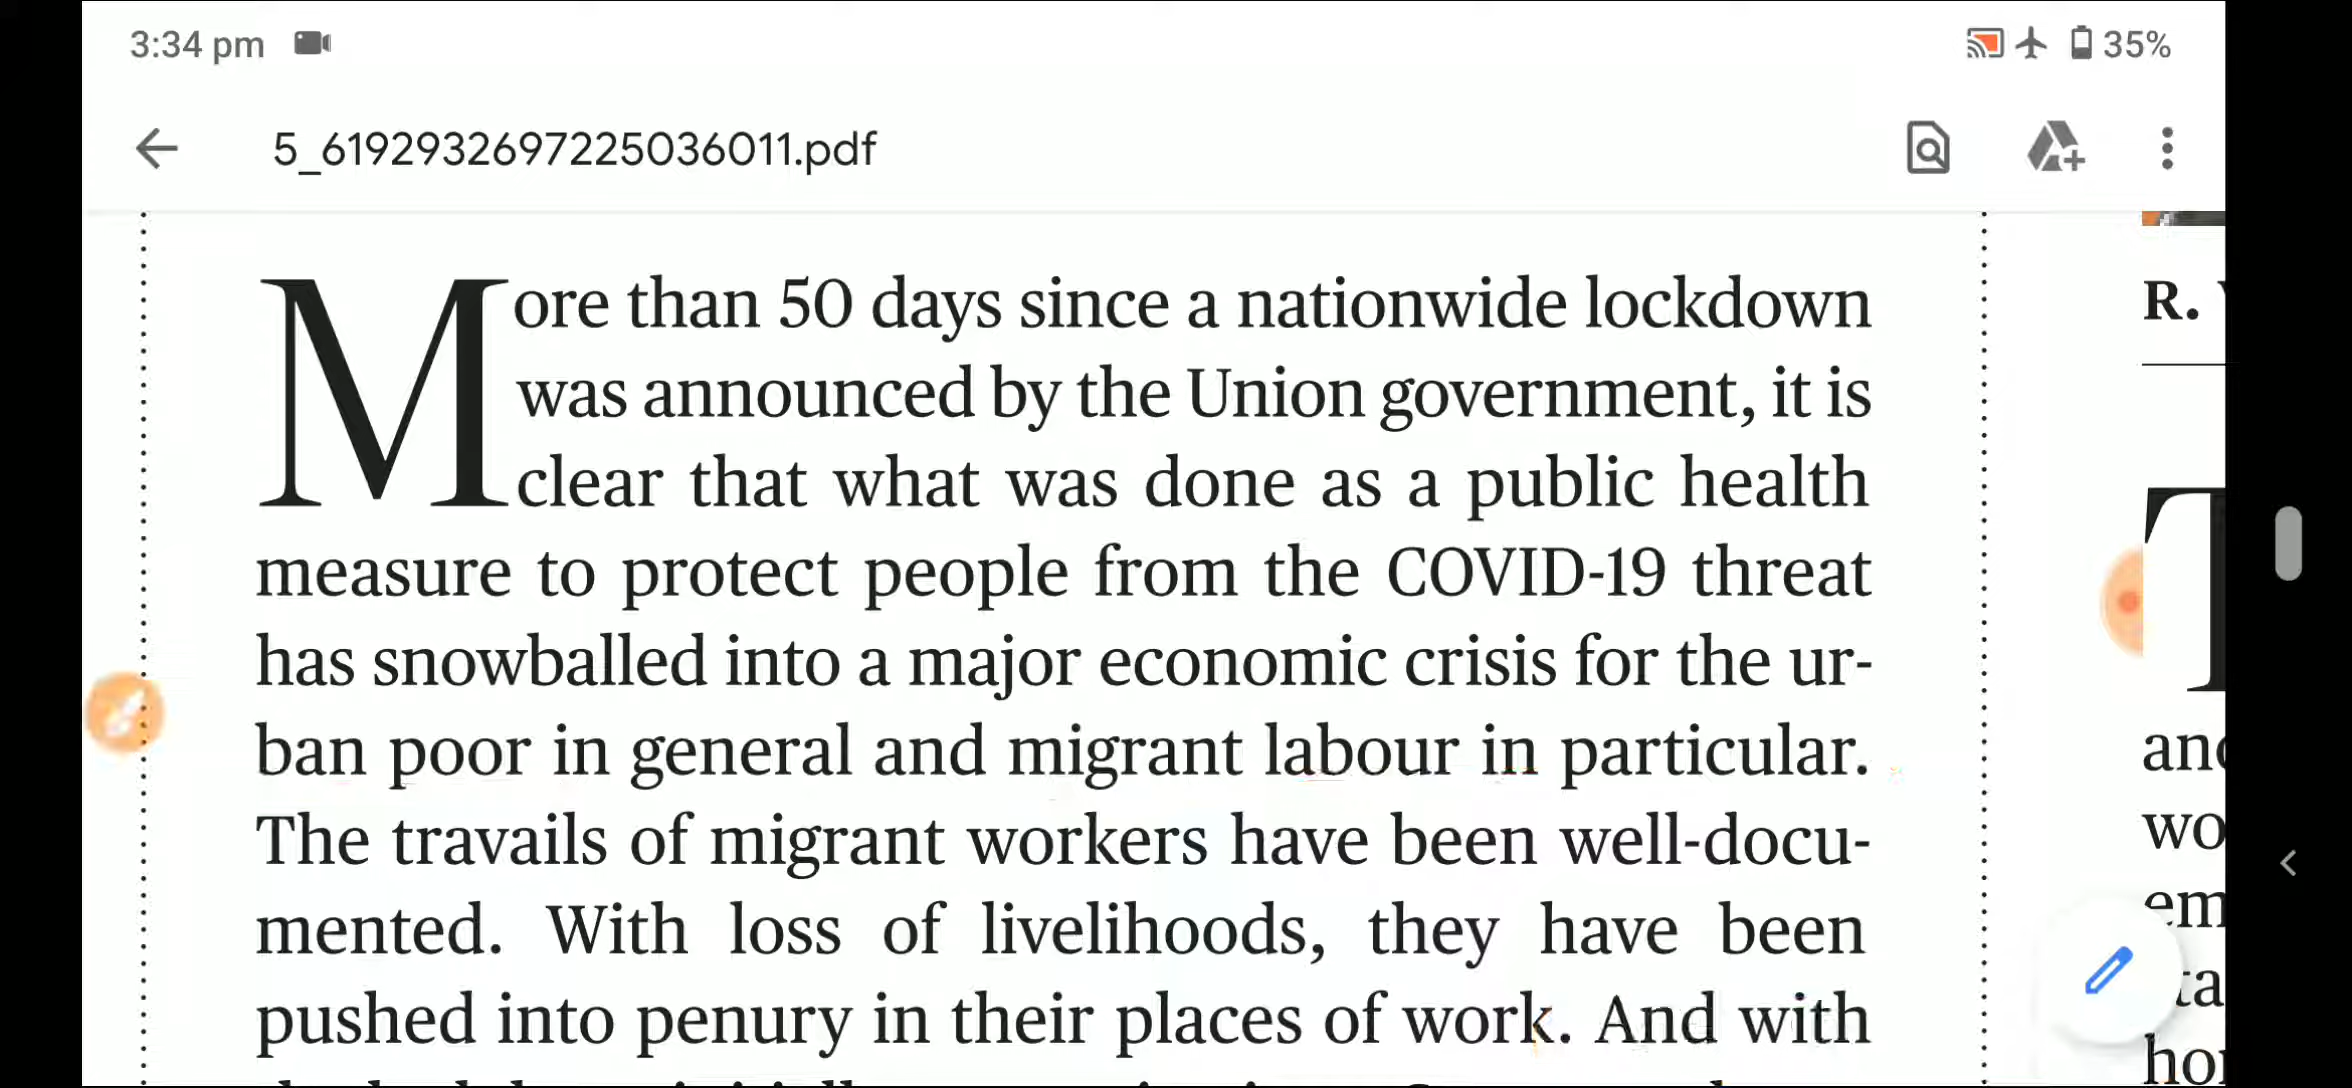 3:34 pm
35%
5_6192932697225036011.pdf
More than 50 days since a nationwide lockdown
was announced by the Union government, it is
clear that what was done as a public health
measure to protect people from the COVID-19 threat
has snowballed into a major economic crisis for the ur-
ban poor in general and migrant labour in particular.
The travails of migrant workers have been well-docu-
mented. With loss of livelihoods, they have been
pushed into penury in their places of work. And with
R.
T